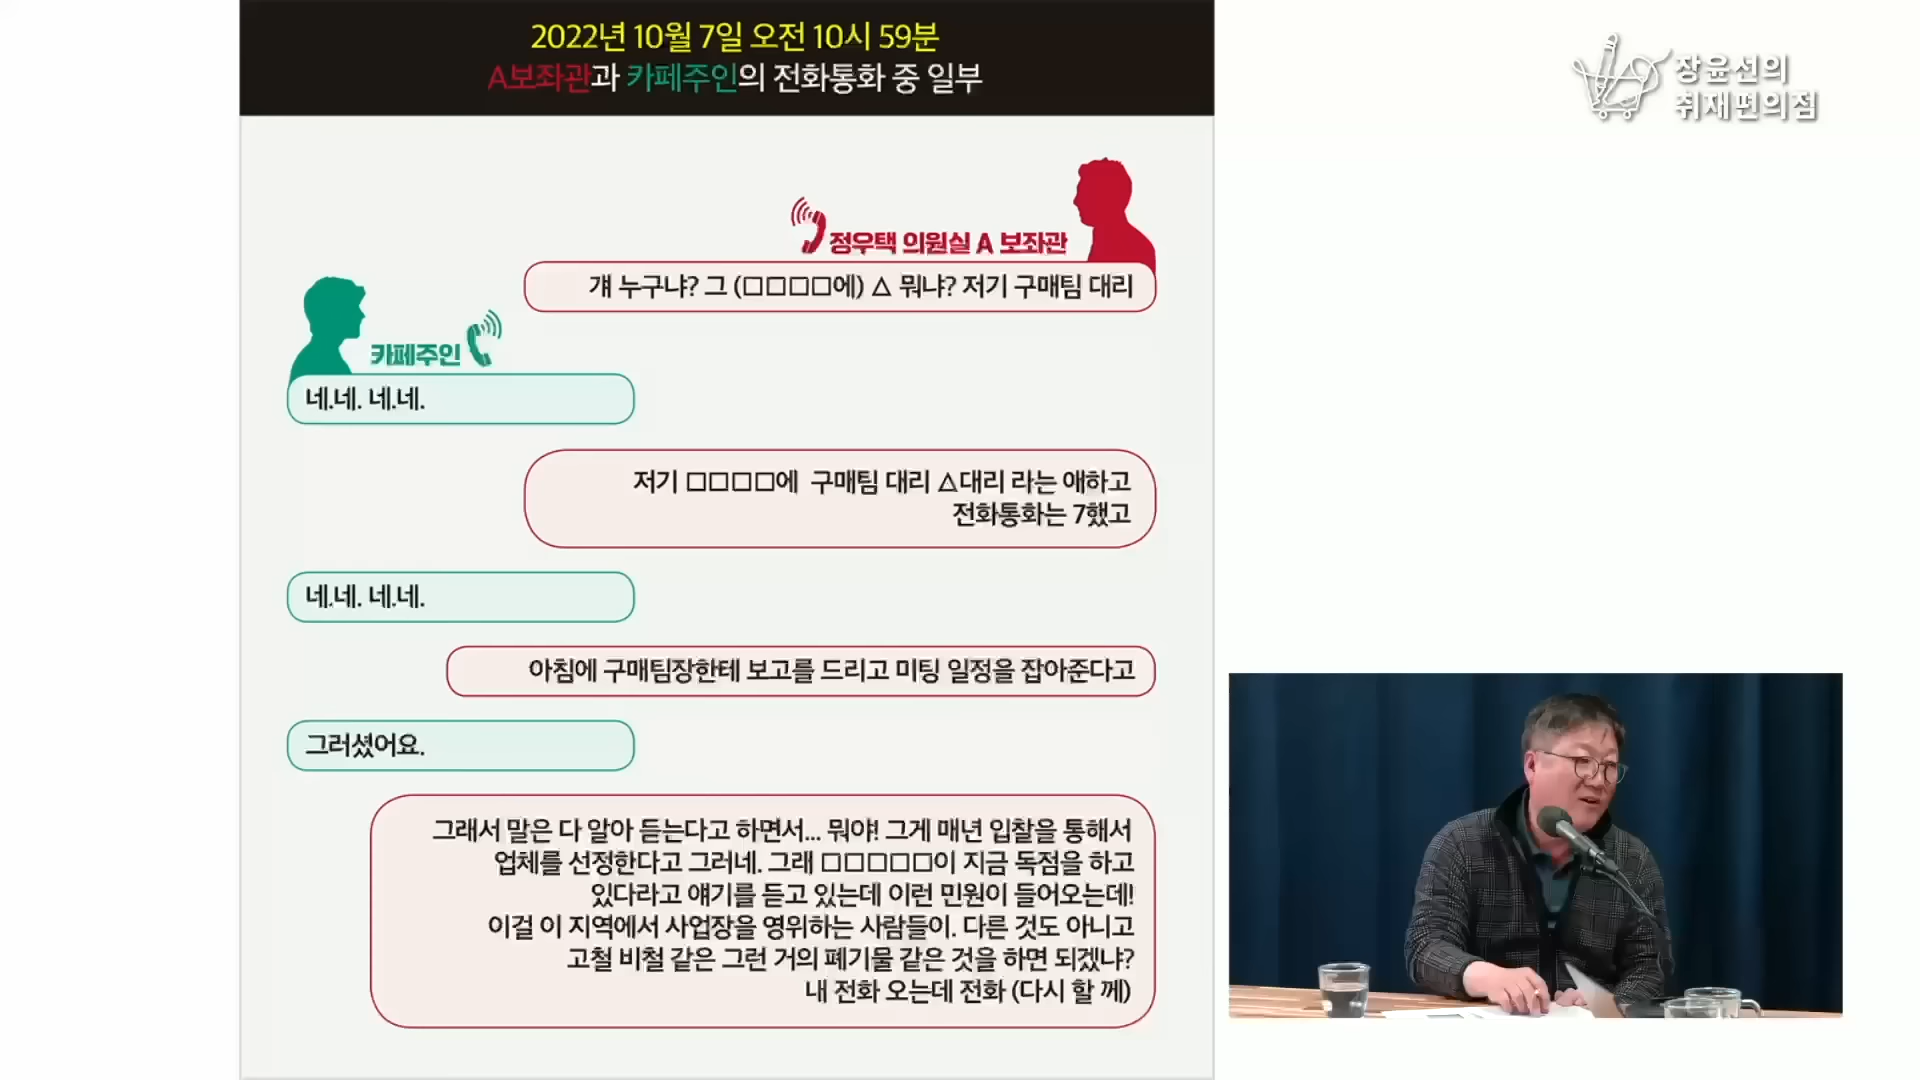 2022년 10월 7일 오전 10시 59분
A보좌관과 카페주인의 전화통화 중 일부
장윤선의
취재편의점
정우택 의원실 A 보좌관
걔 누구냐? 그 (□□□□에) △ 뭐냐? 저기 구매팀 대리
카페주인
네.네. 네.네.
저기 □□□□에 구매팀 대리 △대리 라는 애하고
전화통화는 7했고
네.네. 네.네.
아침에 구매팀장한테 보고를 드리고 미팅 일정을 잡아준다고
그러셨어요.
그래서 말은 다 알아 듣는다고 하면서... 뭐야! 그게 매년 입찰을 통해서
업체를 선정한다고 그러네. 그래 □□□□□이 지금 독점을 하고
있다라고 얘기를 듣고 있는데 이런 민원이 들어오는데!
이걸 이 지역에서 사업장을 영위하는 사람들이. 다른 것도 아니고
고철 비철 같은 그런 거의 폐기물 같은 것을 하면 되겠냐?
내 전화 오는데 전화 (다시 할 께)